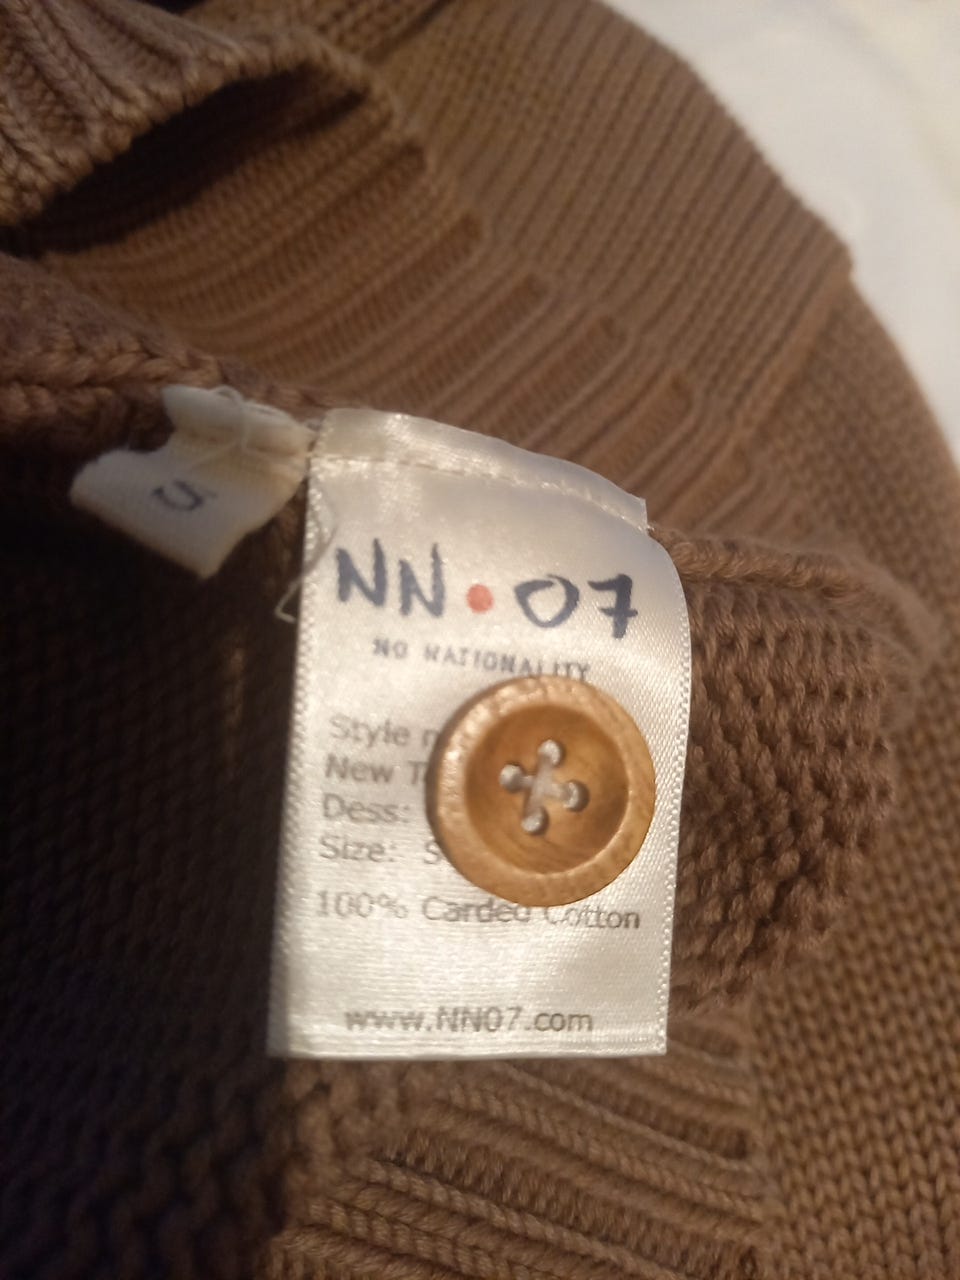 S
NN•07
NO NATIONALITY
Style
New
Dess:
Size: S
100% Carded Cotton
www.NN07.com